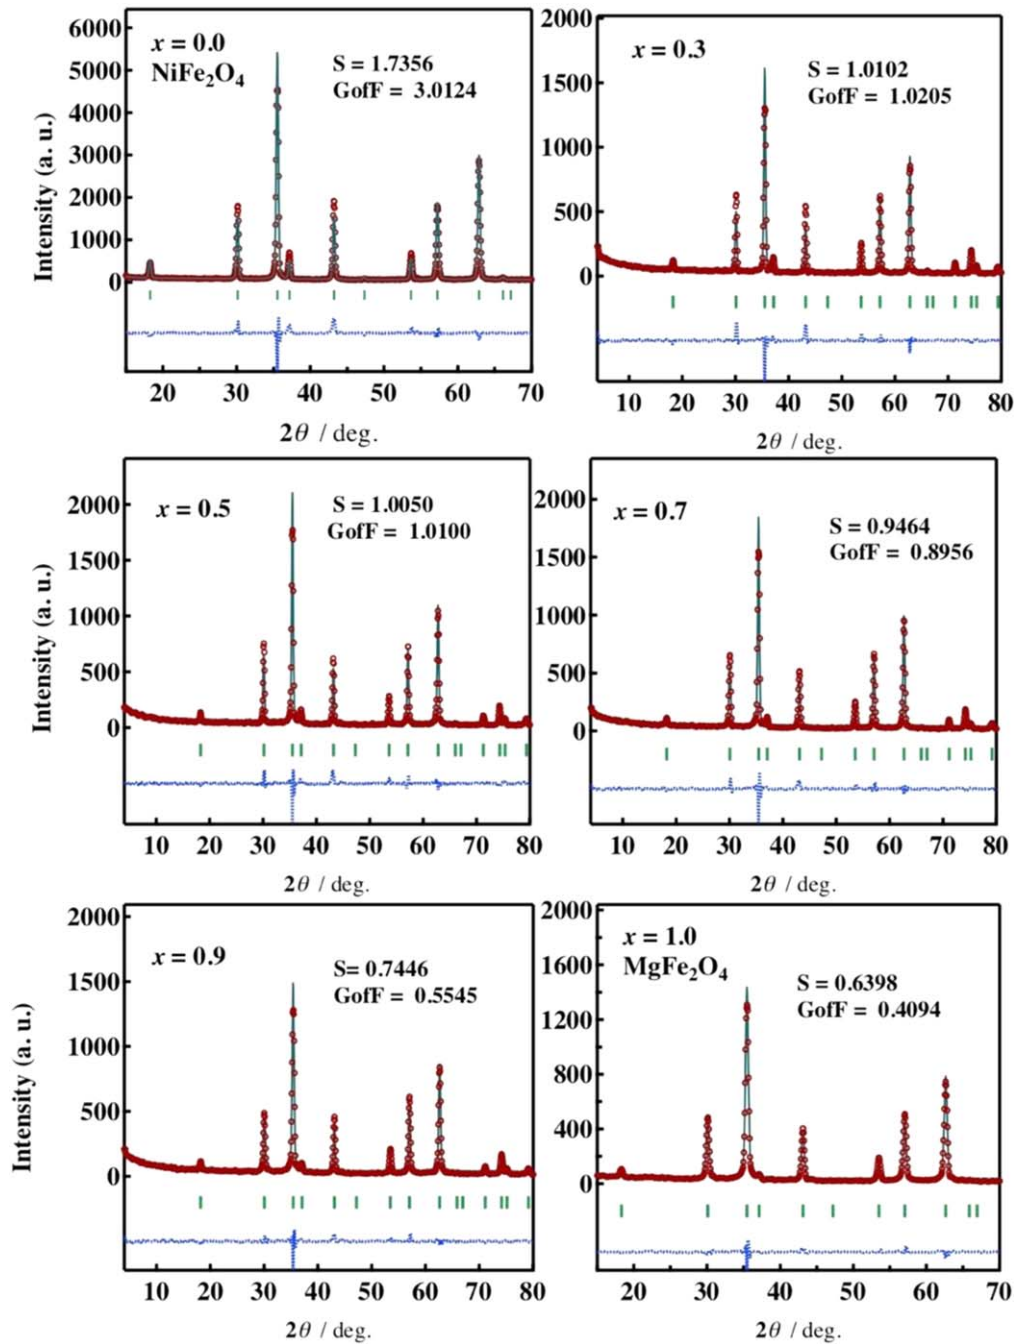 6000
5000
4000
3000
2000
1000
0
Intensity (a. u.)
x = 0.0
NiFe₂O₄
S = 1.7356
GofF = 3.0124
20 30 40 50 60 70
2θ / deg.
2000
1500
1000
500
0
x = 0.3
S = 1.0102
GofF = 1.0205
10 20 30 40 50 60 70 80
2θ / deg.
2000
1500
1000
500
0
Intensity (a. u.)
x = 0.5
S = 1.0050
GofF = 1.0100
10 20 30 40 50 60 70 80
2θ / deg.
2000
1500
1000
500
0
x = 0.7
S = 0.9464
GofF = 0.8956
10 20 30 40 50 60 70 80
2θ / deg.
2000
1500
1000
500
0
Intensity (a. u.)
x = 0.9
S= 0.7446
GofF = 0.5545
10 20 30 40 50 60 70 80
2θ / deg.
2000
1600
1200
800
400
0
x = 1.0
MgFe₂O₄
S = 0.6398
GofF = 0.4094
20 30 40 50 60 70
2θ / deg.